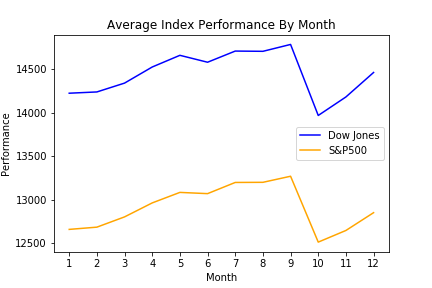 Average Index Performance By Month
Performance
14500
14000
13500
13000
12500
Dow Jones
S&P500
1 2 3 4 5 6 7 8 9 10 11 12
Month